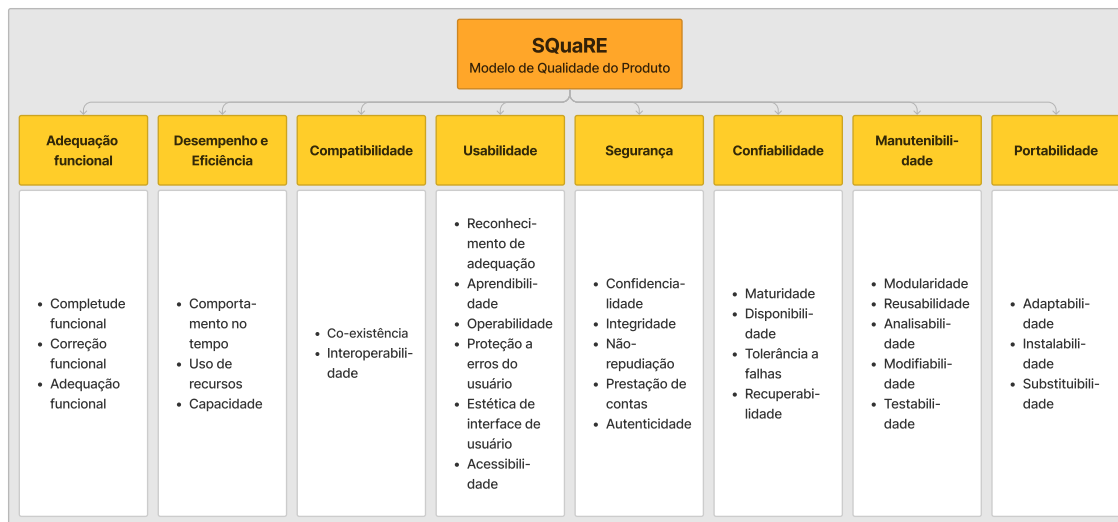 SQuaRE
Modelo de Qualidade do Produto
Adequação
funcional
Desempenho e
Eficiência
Compatibilidade
Usabilidade
Segurança
Confiabilidade
Manutenibili-
dade
Portabilidade
• Completude
funcional
• Correção
funcional
• Adequação
funcional
• Comporta-
mento no
tempo
• Uso de
recursos
• Capacidade
• Co-existência
• Interoperabili-
dade
• Reconheci-
mento de
adequação
• Aprendibili-
dade
• Operabilidade
• Proteção a
erros do
usuário
• Estética de
interface de
usuário
• Acessibili-
dade
• Confidencia-
lidade
• Integridade
• Não-
repudiação
• Prestação de
contas
• Autenticidade
• Maturidade
• Disponibili-
dade
• Tolerância a
falhas
• Recuperabi-
lidade
• Modularidade
• Reusabilidade
• Analisabili-
dade
• Modifiabili-
dade
• Testabili-
dade
• Adaptabili-
dade
• Instalabili-
dade
• Substituibili-
dade